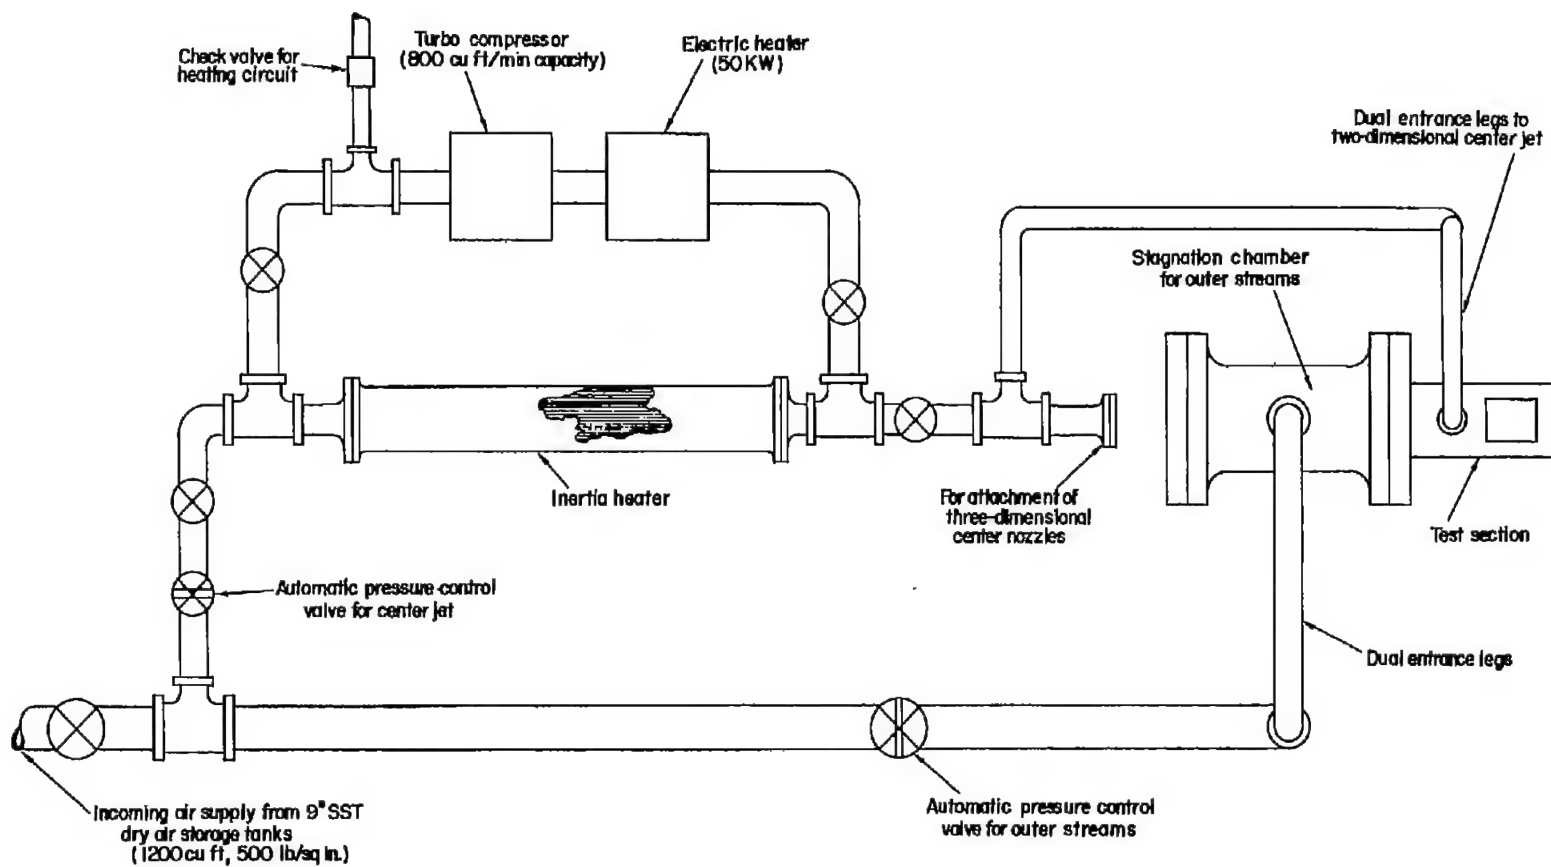 Check valve for
heating circuit
Turbo compressor
(800 cu ft/min capacity)
Electric heater
(50 KW)
Dual entrance legs to
two-dimensional center jet
Stagnation chamber
for outer streams
Inertia heater
For attachment of
three-dimensional
center nozzles
Test section
Automatic pressure control
valve for center jet
Dual entrance legs
Incoming air supply from 9" SST
dry air storage tanks
(1200 cu ft, 500 lb/sq in.)
Automatic pressure control
valve for outer streams